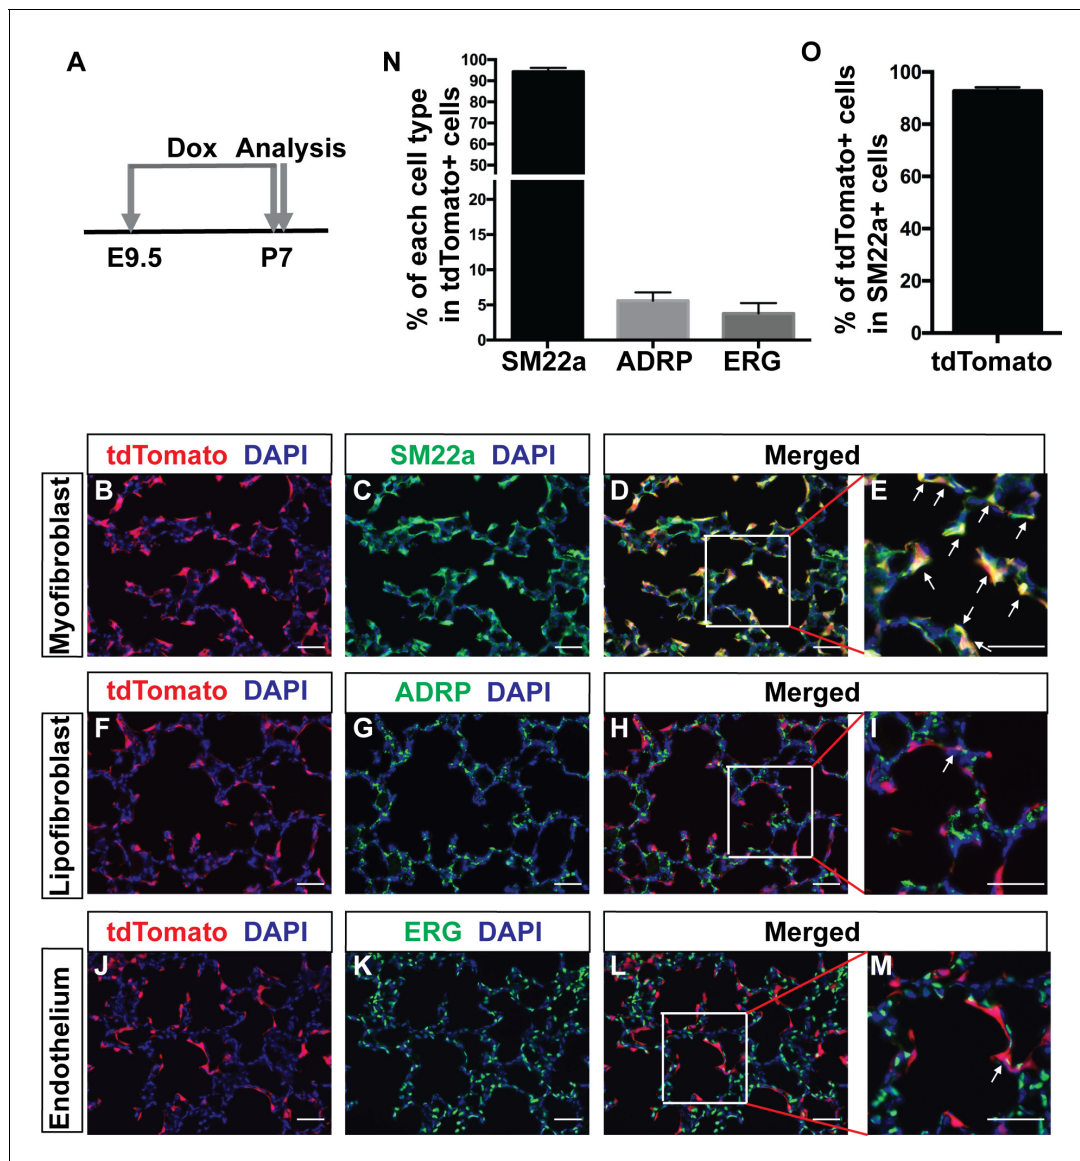 A
Dox Analysis
E9.5 P7
N
% of each cell type
in tdTomato+ cells
100
90
80
70
60
50
20
15
10
5
0
SM22a ADRP ERG
O
% of tdTomato+ cells
in SM22a+ cells
100
80
60
40
20
0
tdTomato
tdTomato DAPI SM22a DAPI Merged
Myofibroblast
B C D E
tdTomato DAPI ADRP DAPI Merged
Lipofibroblast
F G H I
tdTomato DAPI ERG DAPI Merged
Endothelium
J K L M